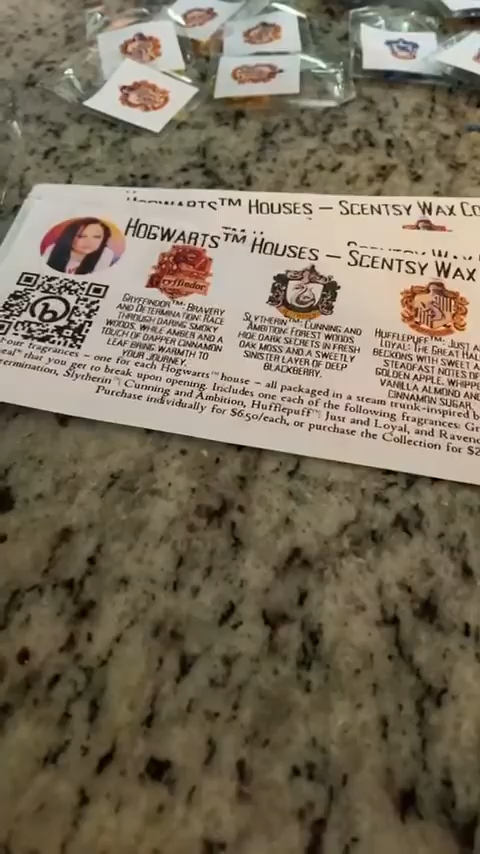 Hogwarts™ Houses – Scentsy Wax Co
Hogwarts™ Houses – Scentsy Wax
Gryffindor
Gryffindor™: Bravery
and Determination: Race
through daring smoky
woods, while amber and a
touch of dapper cinnamon
leaf bring warmth to
your journey.
Slytherin™: Cunning and
Ambition: Forest woods
hide dark secrets in fresh
oak moss and a sweetly
sinister layer of deep
blackberry.
Hufflepuff™: Just a
Loyal: The Great Hal
beckons with sweet a
steadfast notes of
golden apple, whipp
vanilla, almond and
cinnamon sugar.
b
Four fragrances – one for each Hogwarts™ house – all packaged in a steam trunk-inspired b
seal* that you get to break upon opening. Includes one each of the following fragrances: Gr
termination, Slytherin™| Cunning and Ambition, Hufflepuff™| Just and Loyal, and Ravenc
Purchase individually for $6.50/each, or purchase the Collection for $2